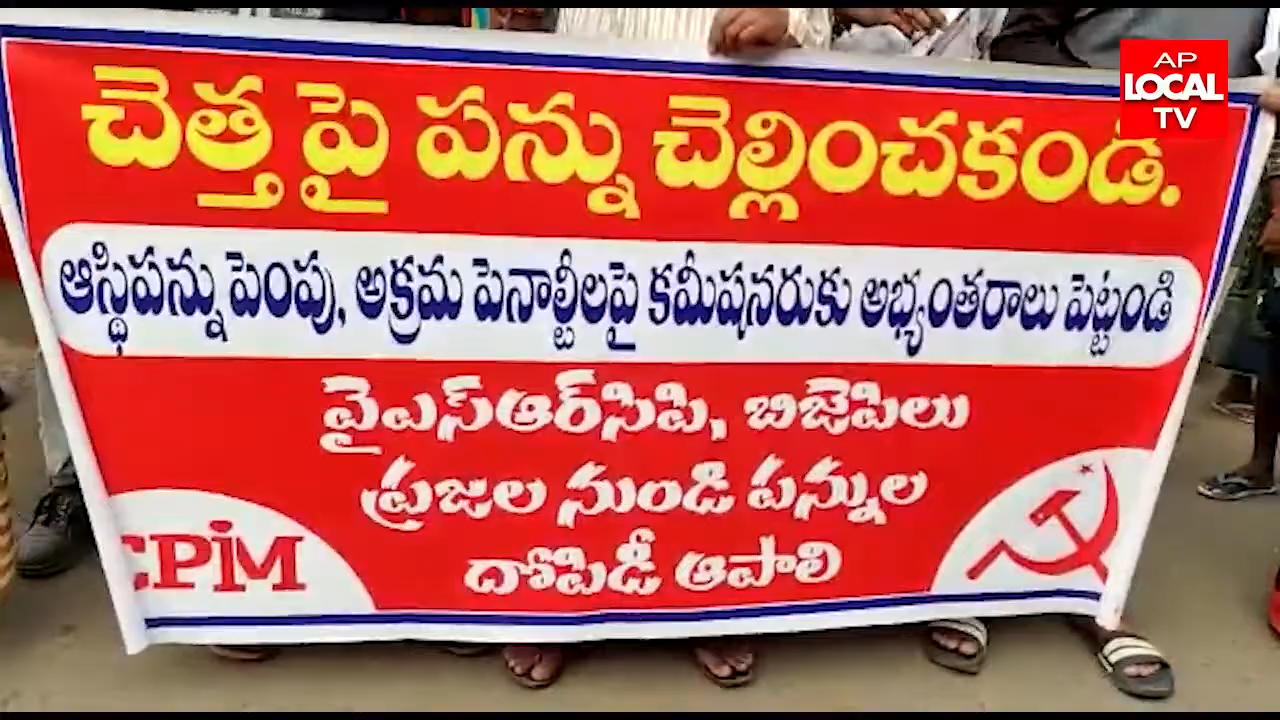 AP
LOCAL
TV
చెత్త పై పన్ను చెల్లించకండి.
ఆస్థిపన్ను పెంపు, అక్రమ పెనాల్టీలపై కమీషనరుకు అభ్యంతరాలు పెట్టండి
వైఎస్ఆర్‌సిపి, బిజెపిలు
ప్రజల నుండి పన్నుల
దోపిడీ ఆపాలి
CPiM